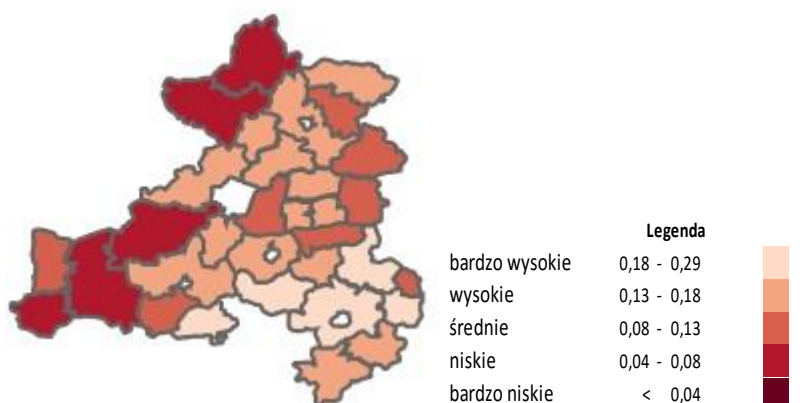 Legenda
bardzo wysokie 0,18 - 0,29
wysokie 0,13 - 0,18
średnie 0,08 - 0,13
niskie 0,04 - 0,08
bardzo niskie < 0,04